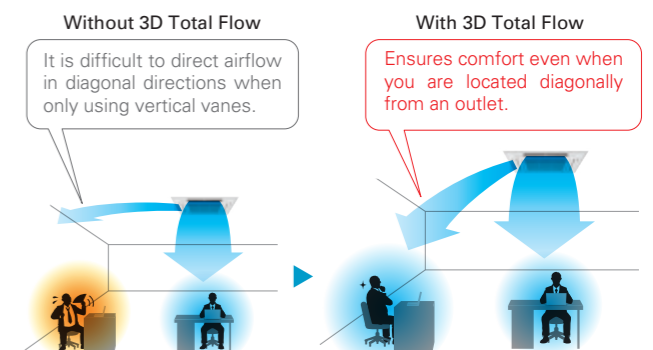 Without 3D Total Flow
It is difficult to direct airflow
in diagonal directions when
only using vertical vanes.
With 3D Total Flow
Ensures comfort even when
you are located diagonally
from an outlet.